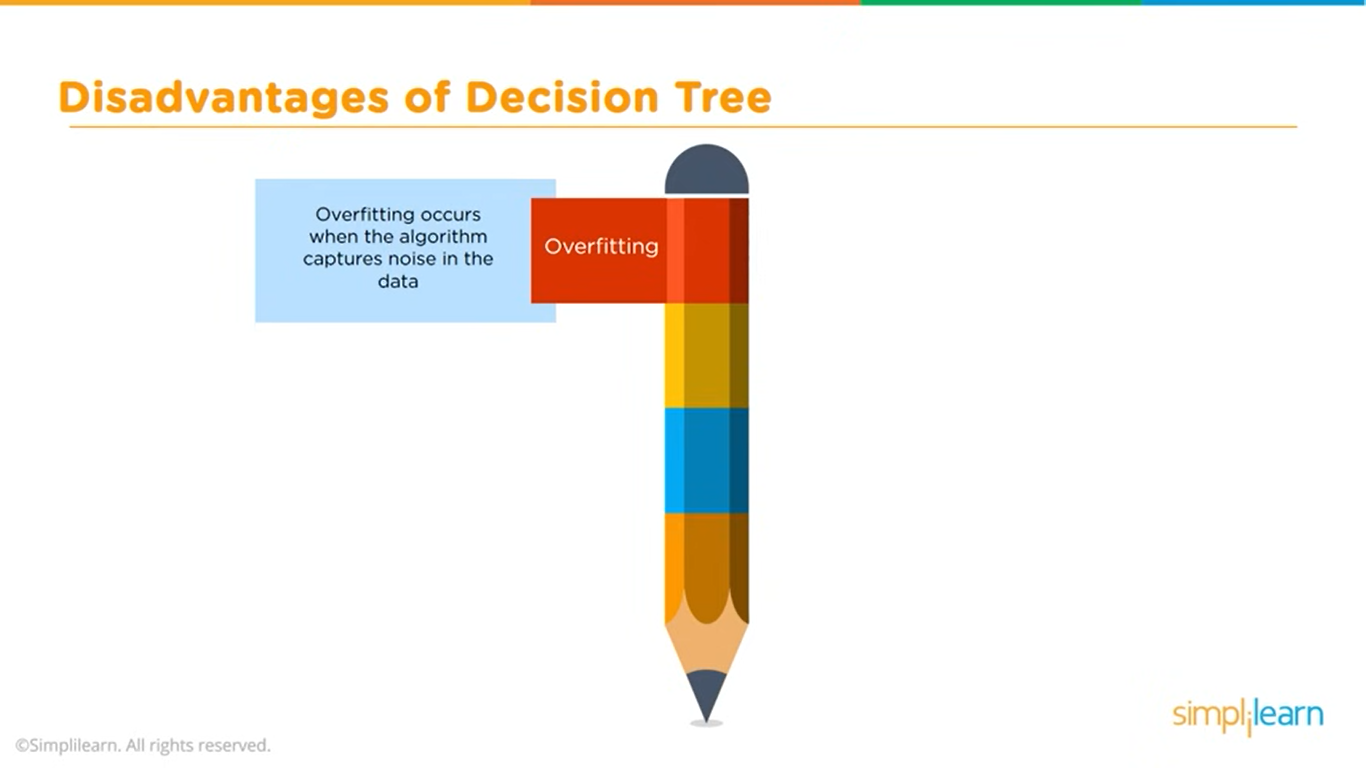 Disadvantages of Decision Tree
Overfitting occurs
when the algorithm
captures noise in the
data
Overfitting
simplilearn
©Simplilearn. All rights reserved.